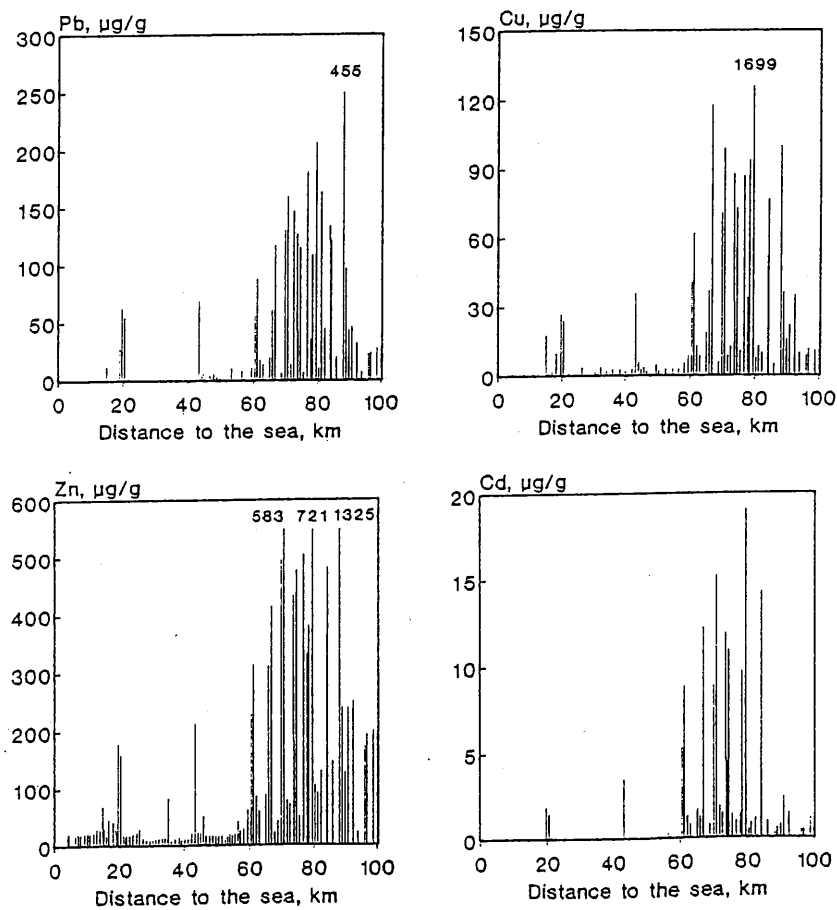 Pb, µg/g
300
250
200
150
100
50
0
455
0 20 40 60 80 100
Distance to the sea, km
Cu, µg/g
150
120
90
60
30
0
1699
0 20 40 60 80 100
Distance to the sea, km
Zn, µg/g
600
500
400
300
200
100
0
583 721 1325
0 20 40 60 80 100
Distance to the sea, km
Cd, µg/g
20
15
10
5
0
0 20 40 60 80 100
Distance to the sea, km